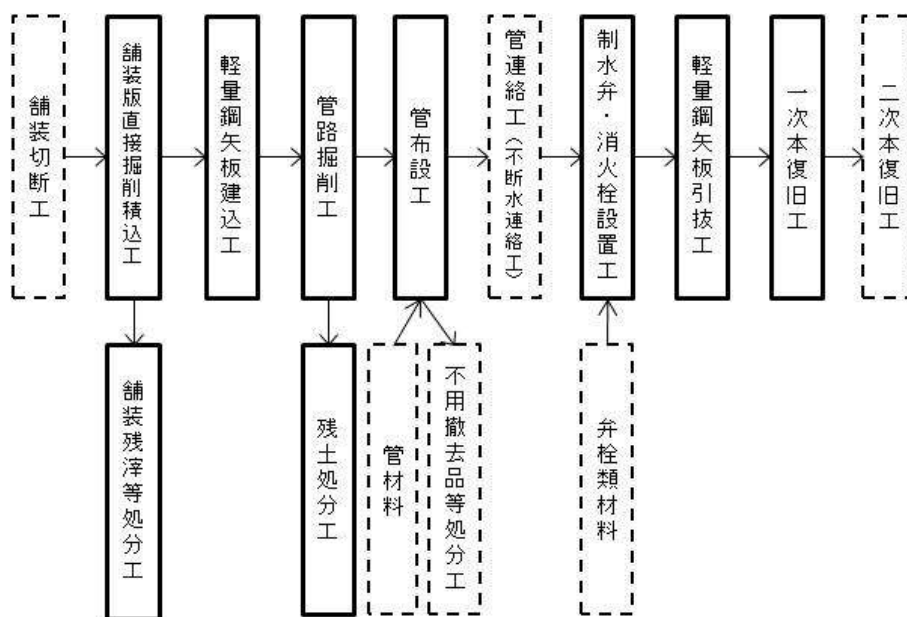 舗装切断工
舗装版直接掘削積込工
軽量鋼矢板建込工
管路掘削工
管布設工
管連絡工(不断水連絡工)
制水弁・消火栓設置工
軽量鋼矢板引抜工
一次本復旧工
二次本復旧工
舗装残滓等処分工
残土処分工
管材料
不用撤去品等処分工
弁栓類材料